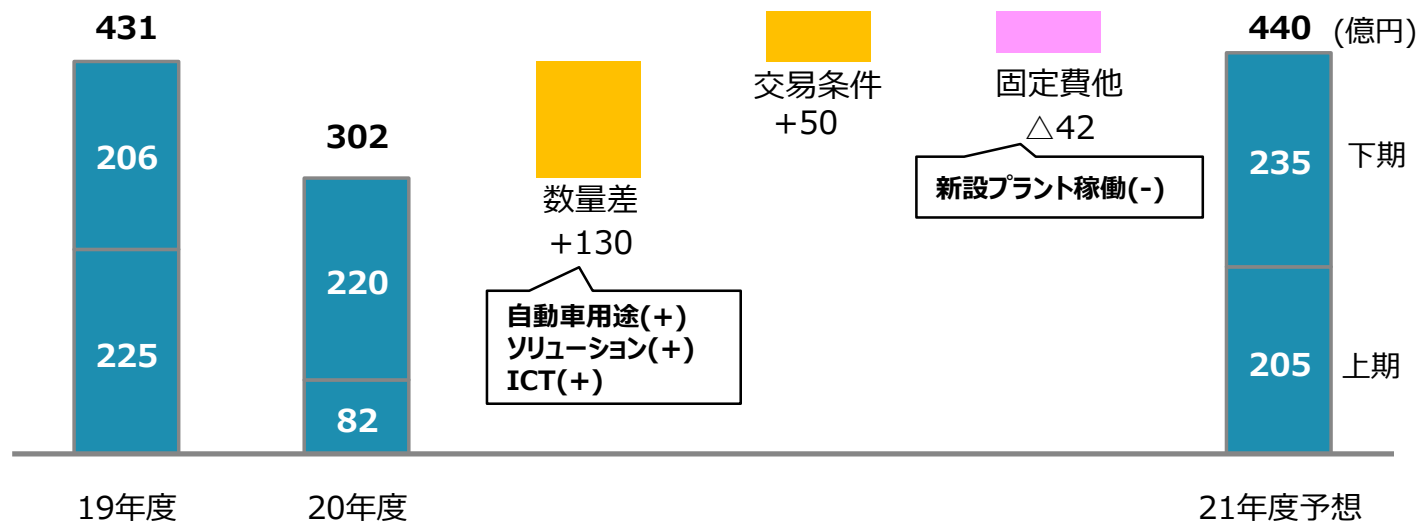 431
206
225
302
220
82
数量差
+130
自動車用途(+)
ソリューション(+)
ICT(+)
交易条件
+50
固定費他
△42
新設プラント稼働(-)
440 (億円)
235 下期
205 上期
19年度 20年度 21年度予想